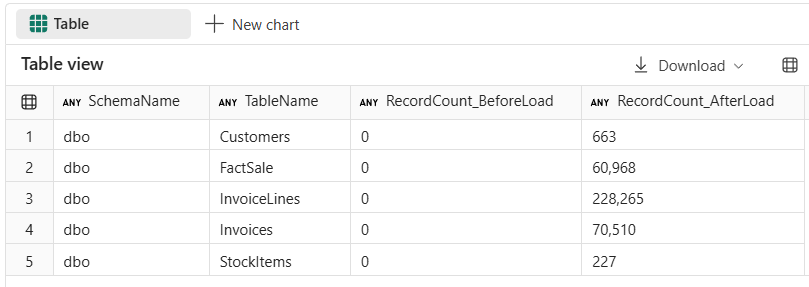 Table New chart
Table view Download
ANY SchemaName ANY TableName ANY RecordCount_BeforeLoad ANY RecordCount_AfterLoad
1 dbo Customers 0 663
2 dbo FactSale 0 60,968
3 dbo InvoiceLines 0 228,265
4 dbo Invoices 0 70,510
5 dbo StockItems 0 227